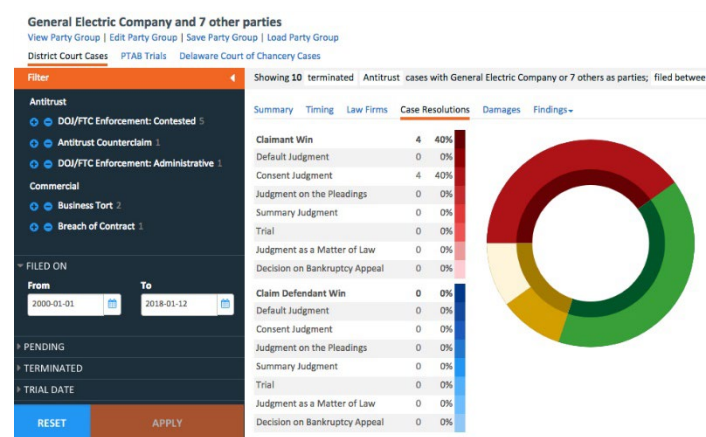 General Electric Company and 7 other parties
View Party Group | Edit Party Group | Save Party Group | Load Party Group
District Court Cases PTAB Trials Delaware Court of Chancery Cases
Filter
Showing 10 terminated Antitrust cases with General Electric Company or 7 others as parties; filed betwee
Antitrust
DOJ/FTC Enforcement: Contested 5
Antitrust Counterclaim 1
DOJ/FTC Enforcement: Administrative 1
Commercial
Business Tort 2
Breach of Contract 1
FILED ON
From To
2000-01-01 2018-01-12
PENDING
TERMINATED
TRIAL DATE
RESET APPLY
Summary Timing Law Firms Case Resolutions Damages Findings
Claimant Win 4 40%
Default Judgment 0 0%
Consent Judgment 4 40%
Judgment on the Pleadings 0 0%
Summary Judgment 0 0%
Trial 0 0%
Judgment as a Matter of Law 0 0%
Decision on Bankruptcy Appeal 0 0%
Claim Defendant Win 0 0%
Default Judgment 0 0%
Consent Judgment 0 0%
Judgment on the Pleadings 0 0%
Summary Judgment 0 0%
Trial 0 0%
Judgment as a Matter of Law 0 0%
Decision on Bankruptcy Appeal 0 0%